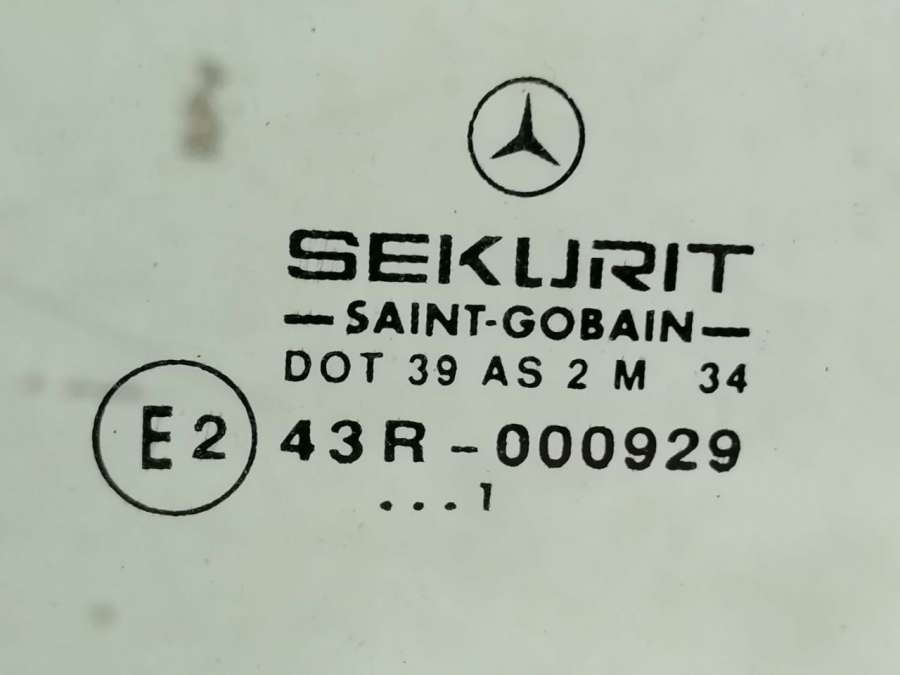 SEKURIT
—SAINT-GOBAIN—
DOT 39 AS 2 M 34
E2 43R-000929
...1